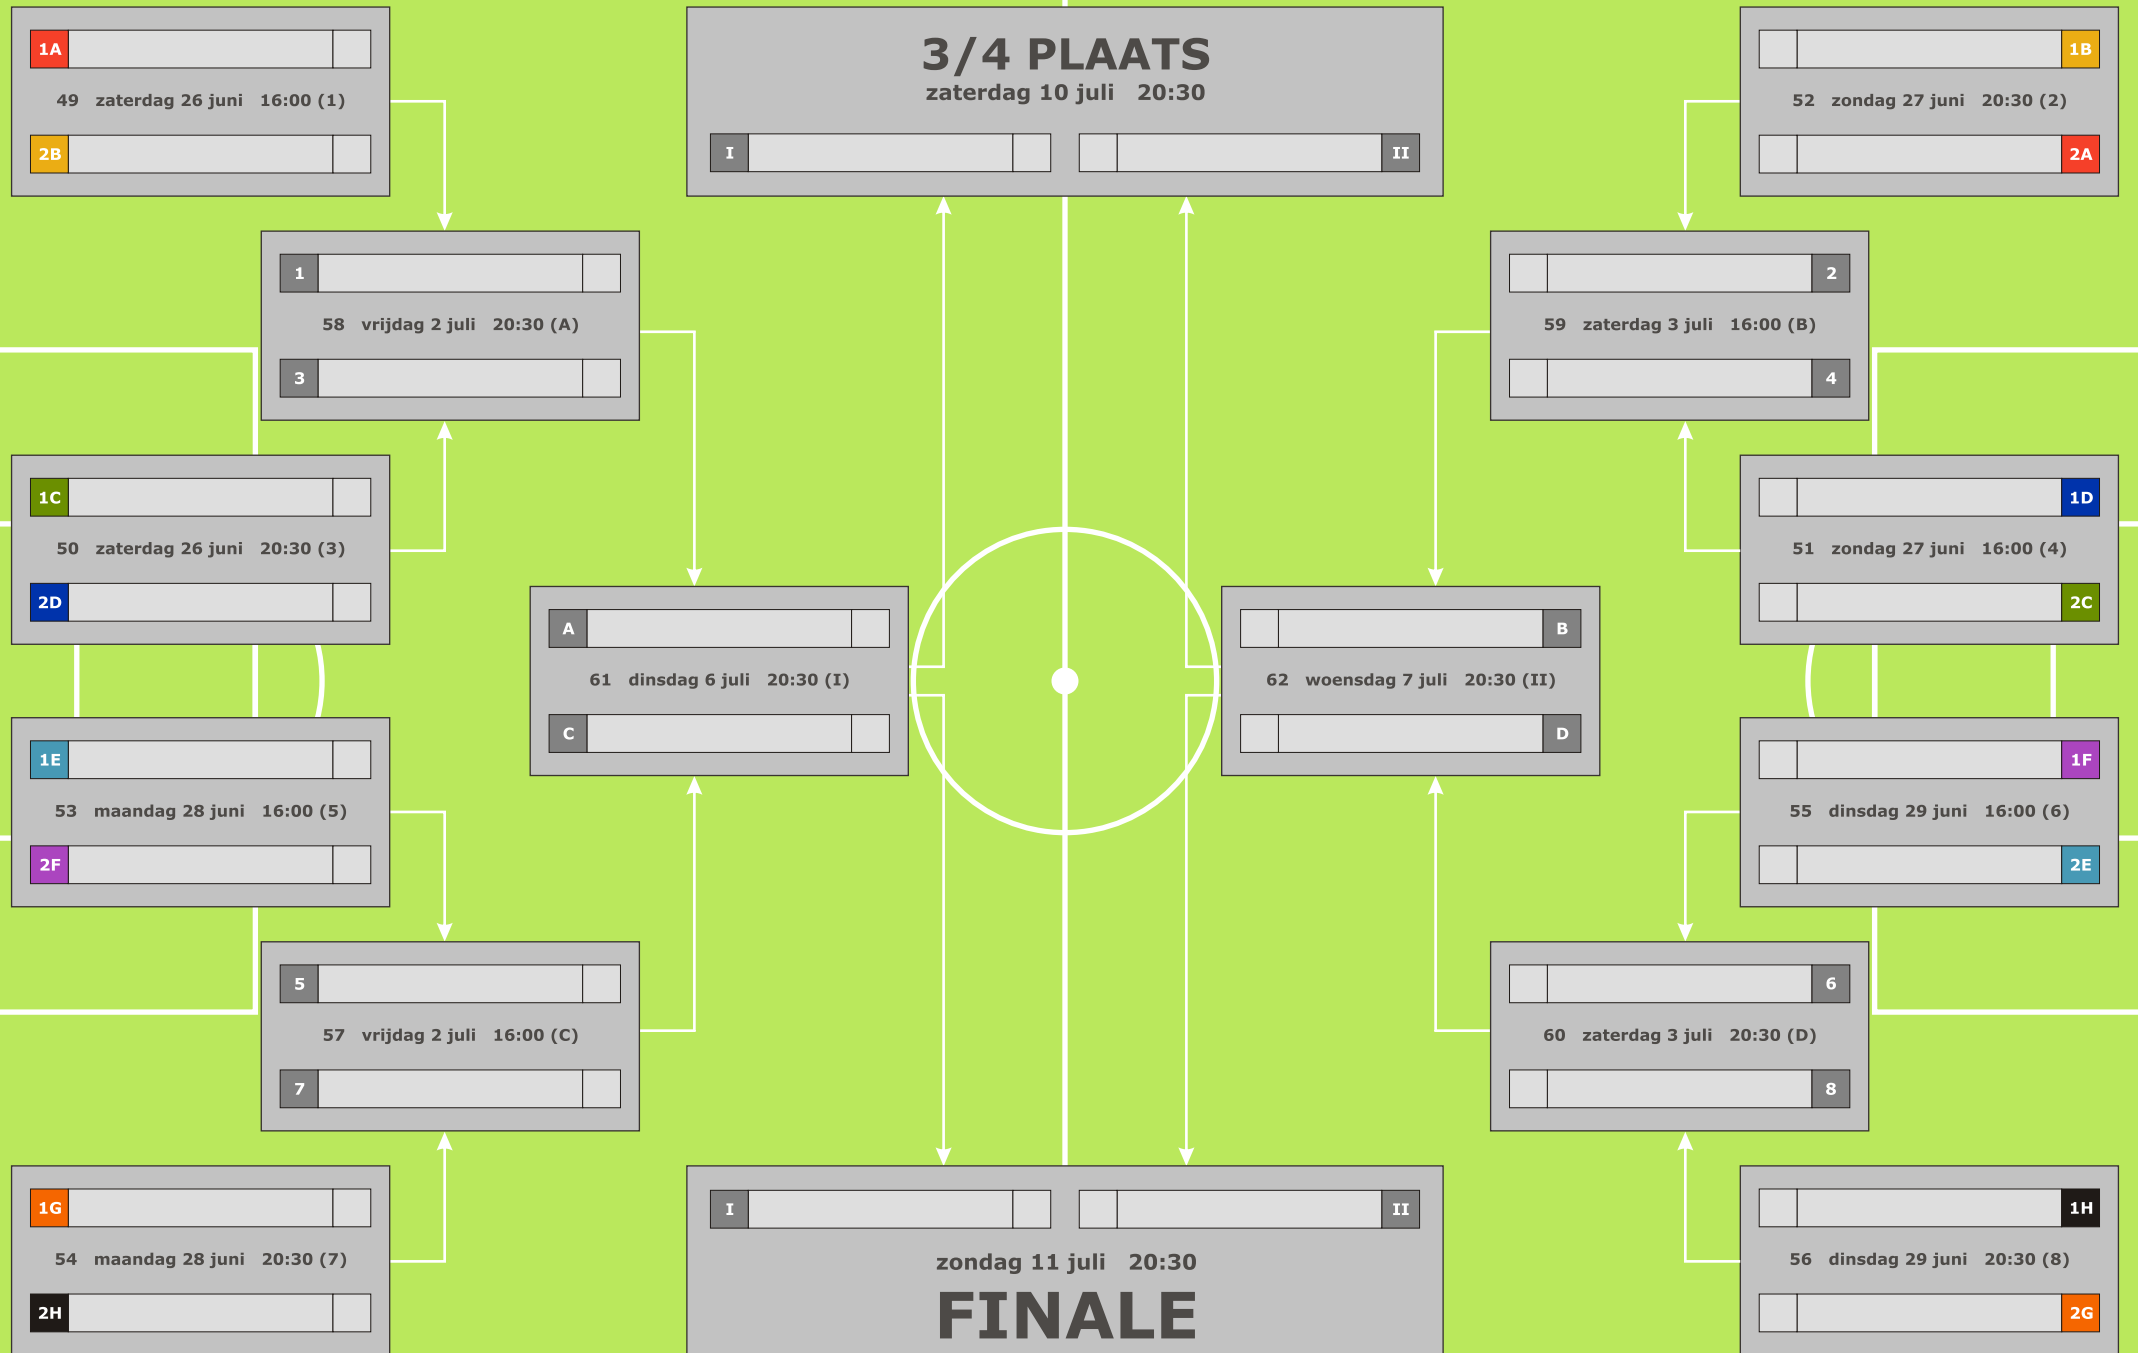 1A
49 zaterdag 26 juni 16:00 (1)
2B
3/4 PLAATS
zaterdag 10 juli 20:30
I II
1B
52 zondag 27 juni 20:30 (2)
2A
1
58 vrijdag 2 juli 20:30 (A)
3
2
59 zaterdag 3 juli 16:00 (B)
4
1C
50 zaterdag 26 juni 20:30 (3)
2D
1D
51 zondag 27 juni 16:00 (4)
2C
A
61 dinsdag 6 juli 20:30 (I)
C
B
62 woensdag 7 juli 20:30 (II)
D
1E
53 maandag 28 juni 16:00 (5)
2F
1F
55 dinsdag 29 juni 16:00 (6)
2E
5
57 vrijdag 2 juli 16:00 (C)
7
6
60 zaterdag 3 juli 20:30 (D)
8
1G
54 maandag 28 juni 20:30 (7)
2H
I II
zondag 11 juli 20:30
FINALE
1H
56 dinsdag 29 juni 20:30 (8)
2G